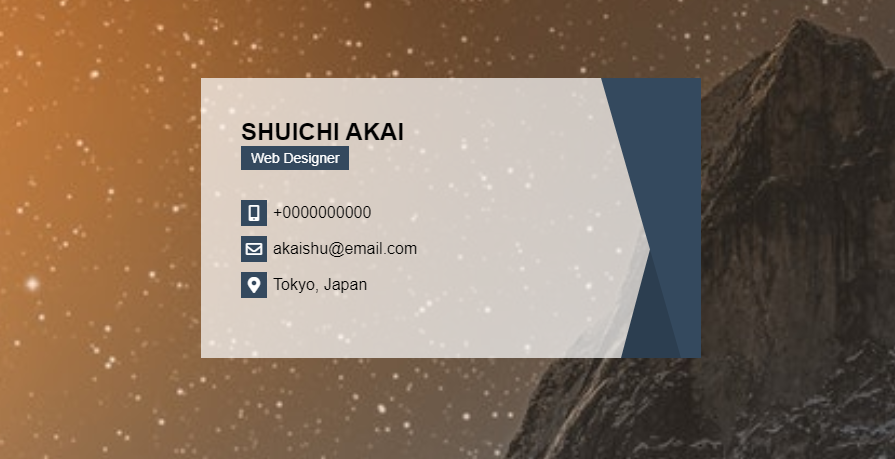 SHUICHI AKAI
Web Designer
+0000000000
akaishu@email.com
Tokyo, Japan